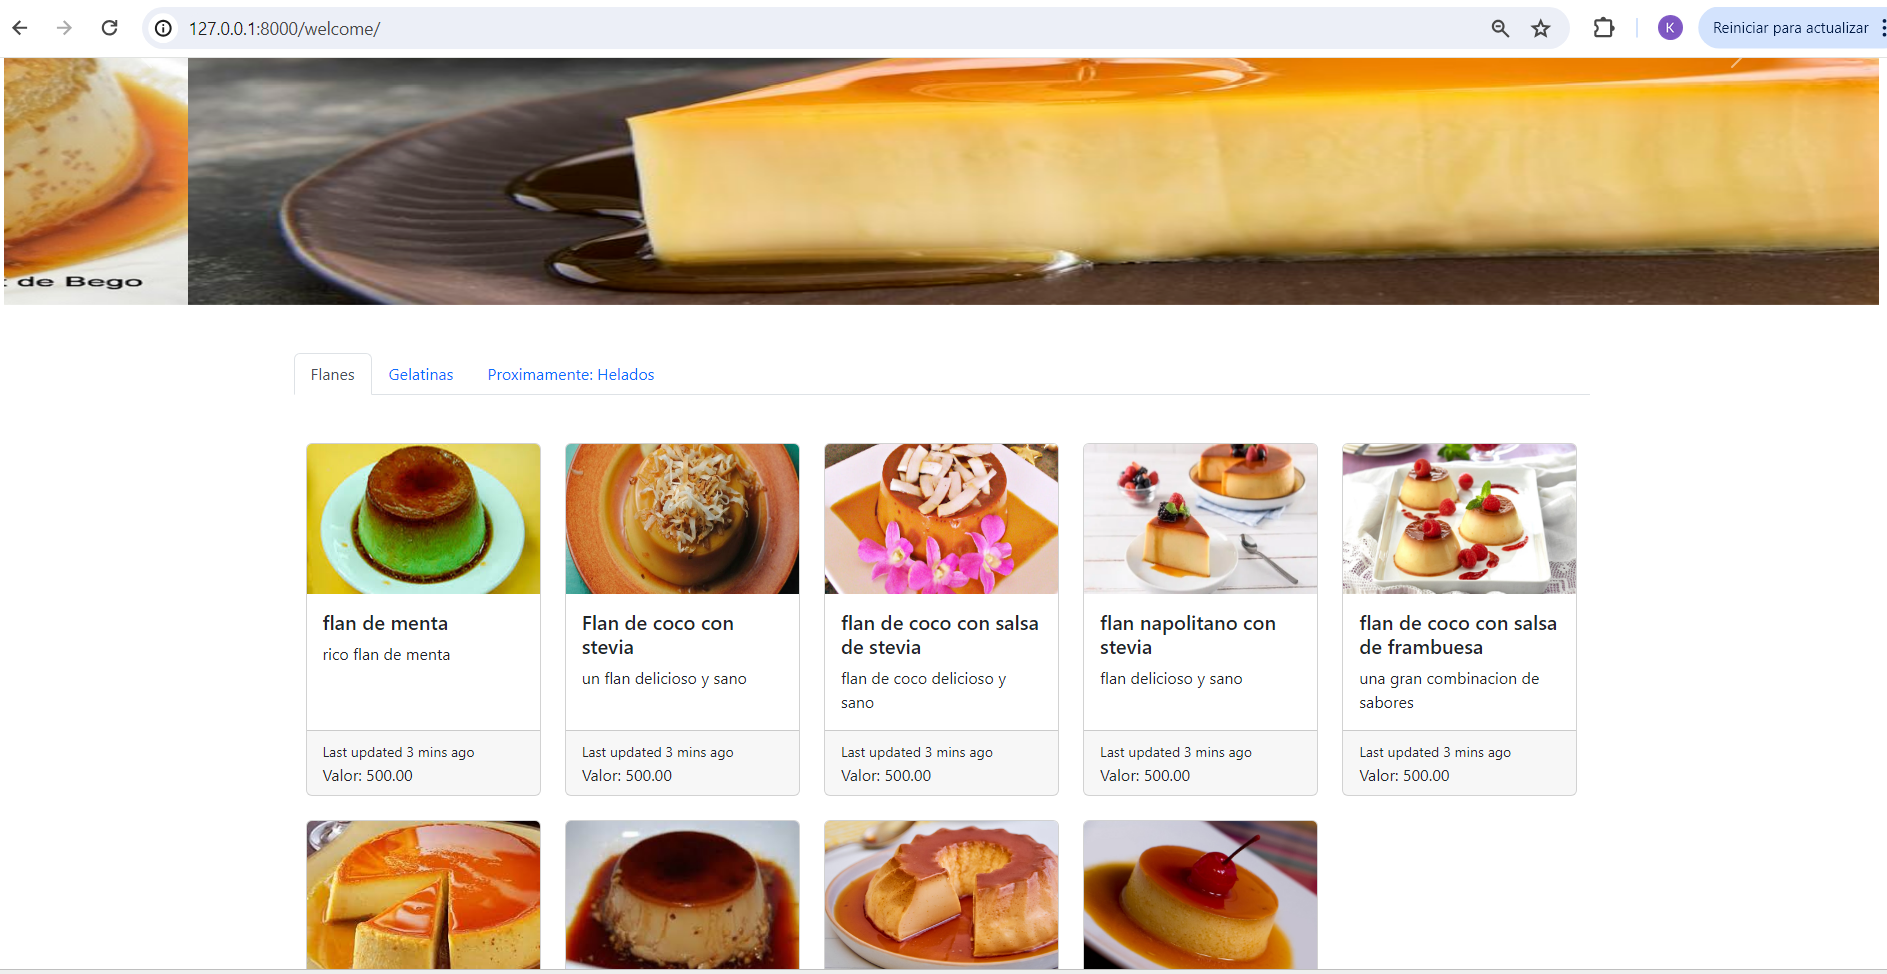 127.0.0.1:8000/welcome/
K
Reiniciar para actualizar
de Bego
Flanes
Gelatinas
Proximamente: Helados
flan de menta
rico flan de menta
Last updated 3 mins ago
Valor: 500.00
Flan de coco con
stevia
un flan delicioso y sano
Last updated 3 mins ago
Valor: 500.00
flan de coco con salsa
de stevia
flan de coco delicioso y
sano
Last updated 3 mins ago
Valor: 500.00
flan napolitano con
stevia
flan delicioso y sano
Last updated 3 mins ago
Valor: 500.00
flan de coco con salsa
de frambuesa
una gran combinacion de
sabores
Last updated 3 mins ago
Valor: 500.00